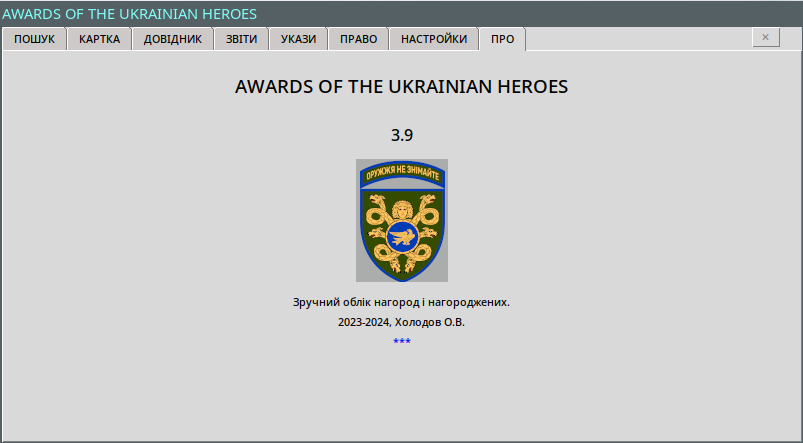 AWARDS OF THE UKRAINIAN HEROES
ПОШУК КАРТКА ДОВІДНИК ЗВІТИ УКАЗИ ПРАВО НАСТРОЙКИ ПРО ×
AWARDS OF THE UKRAINIAN HEROES
3.9
ОРУЖЖЯ НЕ ЗНІМАЙТЕ
Зручний облік нагород і нагороджених.
2023-2024, Холодов О.В.
***